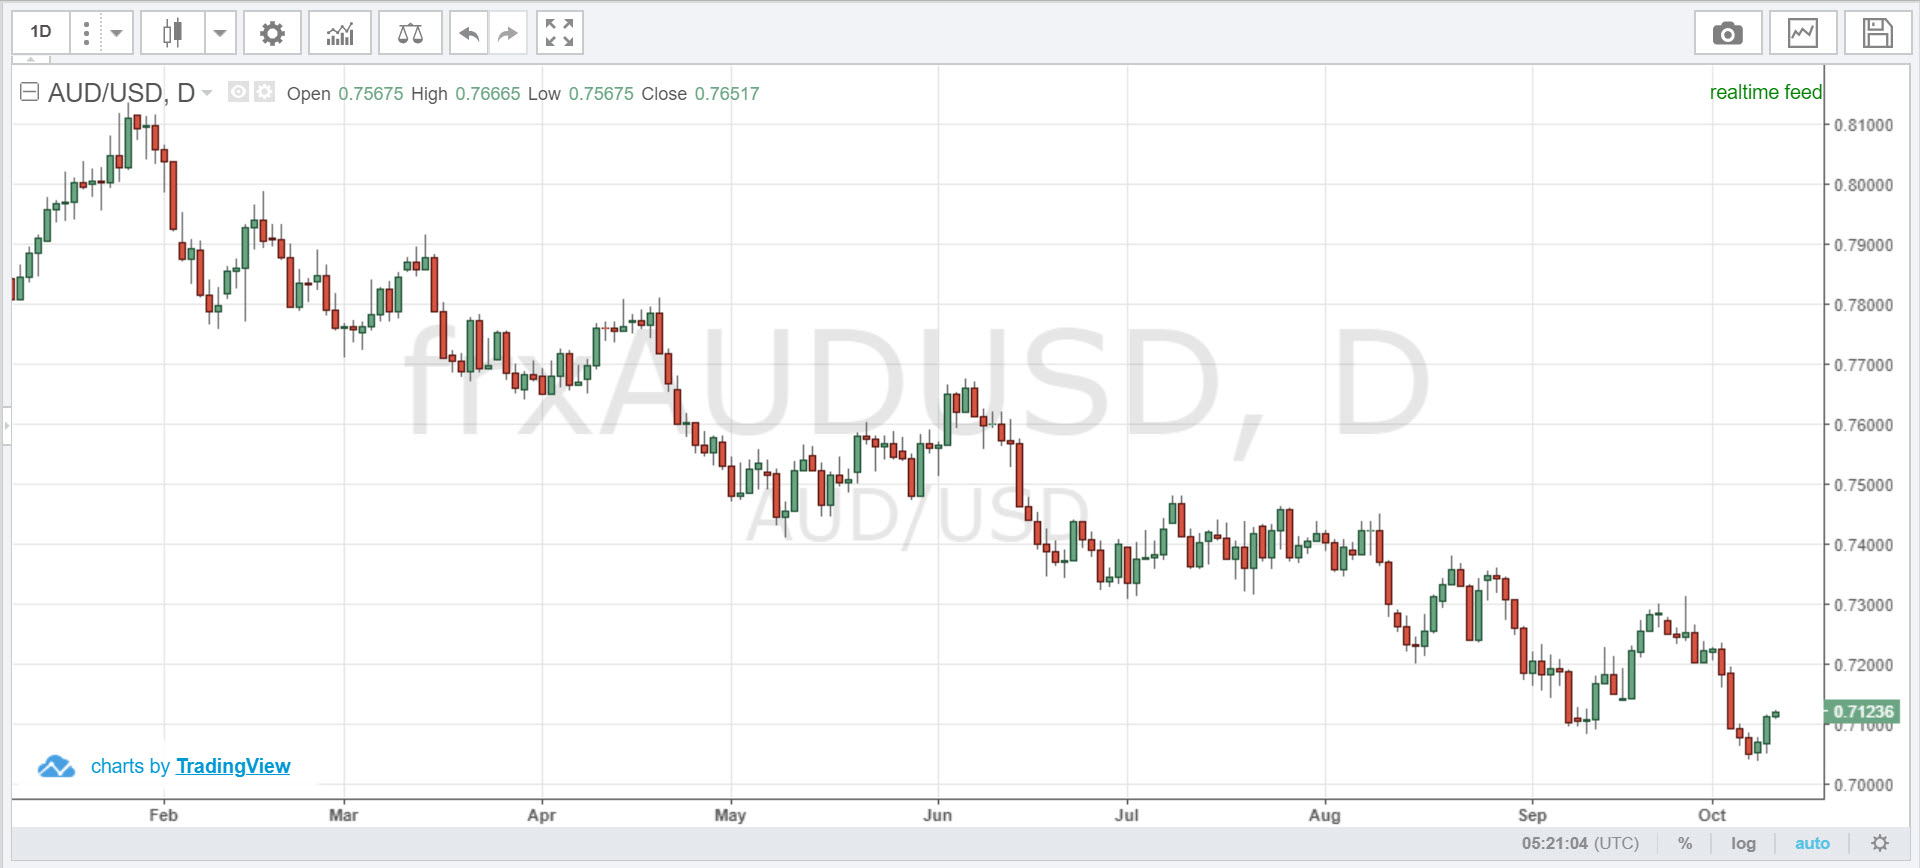 1D
AUD/USD, D Open 0.75675 High 0.76665 Low 0.75675 Close 0.76517
realtime feed
0.81000
0.80000
0.79000
0.78000
0.77000
0.76000
0.75000
0.74000
0.73000
0.72000
0.71236
0.71000
0.70000
frxAUDUSD, D
AUD/USD
charts by TradingView
Feb Mar Apr May Jun Jul Aug Sep Oct
05:21:04 (UTC) % log auto